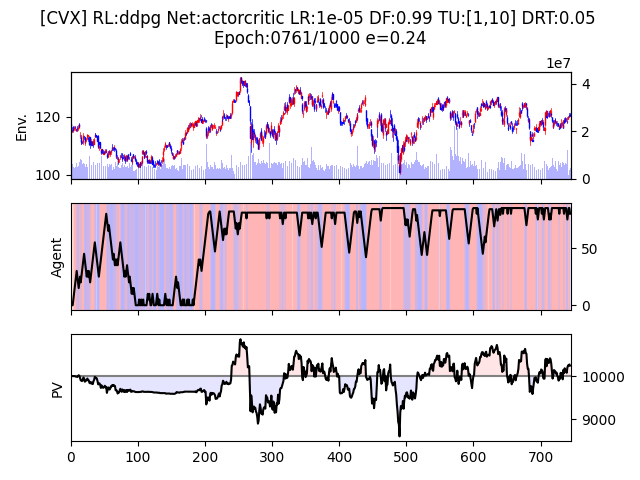 [CVX] RL:ddpg Net:actorcritic LR:1e-05 DF:0.99 TU:[1,10] DRT:0.05
Epoch:0761/1000 e=0.24
1e7
Env.
120
100
4
2
0
Agent
50
0
PV
10000
9000
0 100 200 300 400 500 600 700